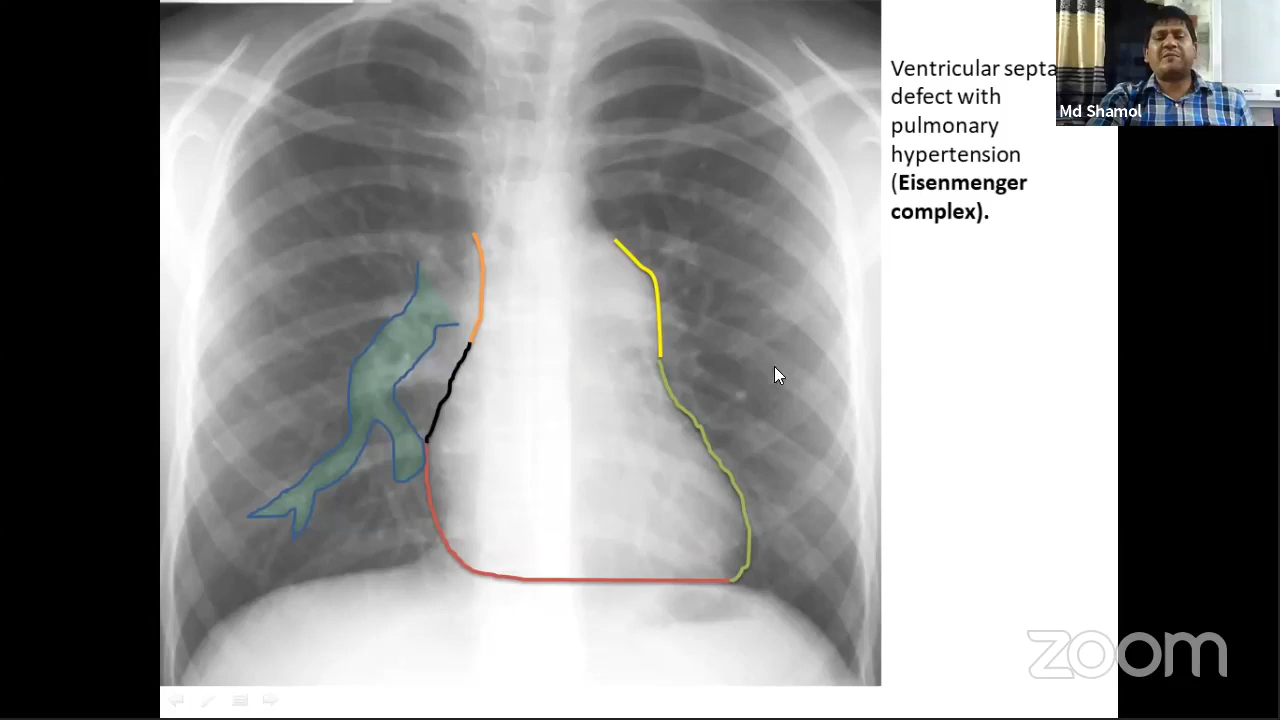 Ventricular septa
defect with
pulmonary
hypertension
(Eisenmenger
complex).
Md Shamol
zoom